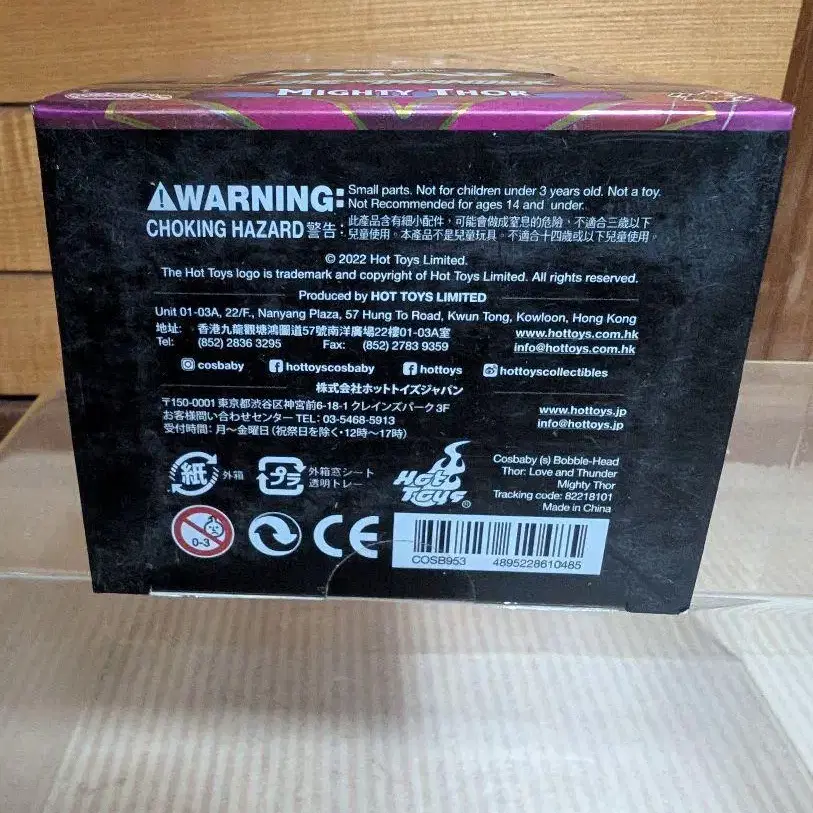 MIGHTY THOR
WARNING:
Small parts. Not for children under 3 years old. Not a toy.
Not Recommended for ages 14 and under.
CHOKING HAZARD 警告:
此產品含有細小配件，可能會做成窒息的危險，不適合三歲以下
兒童使用。本產品不是兒童玩具。不適合十四歲或以下兒童使用。
© 2022 Hot Toys Limited.
The Hot Toys logo is trademark and copyright of Hot Toys Limited. All rights reserved.
Produced by HOT TOYS LIMITED
Unit 01-03A, 22/F., Nanyang Plaza, 57 Hung To Road, Kwun Tong, Kowloon, Hong Kong
地址: 香港九龍觀塘鴻圖道57號南洋廣場22樓01-03A室 www.hottoys.com.hk
Tel: (852) 2836 3295 Fax: (852) 2783 9359 info@hottoys.com.hk
cosbaby hottoyscosbaby hottoys hottoyscollectibles
株式会社ホットトイズジャパン
〒150-0001 東京都渋谷区神宮前6-18-1 クレインズパーク 3F www.hottoys.jp
お客様問い合わせセンター TEL: 03-5468-5913 info@hottoys.jp
受付時間: 月〜金曜日 (祝祭日を除く・12時〜17時)
紙 外箱
プラ 外箱窓シート
透明トレー
HOT TOYS ®
Cosbaby (s) Bobble-Head
Thor: Love and Thunder
Mighty Thor
Tracking code: 82218101
Made in China
0-3
CE
COSB953 4895228610485